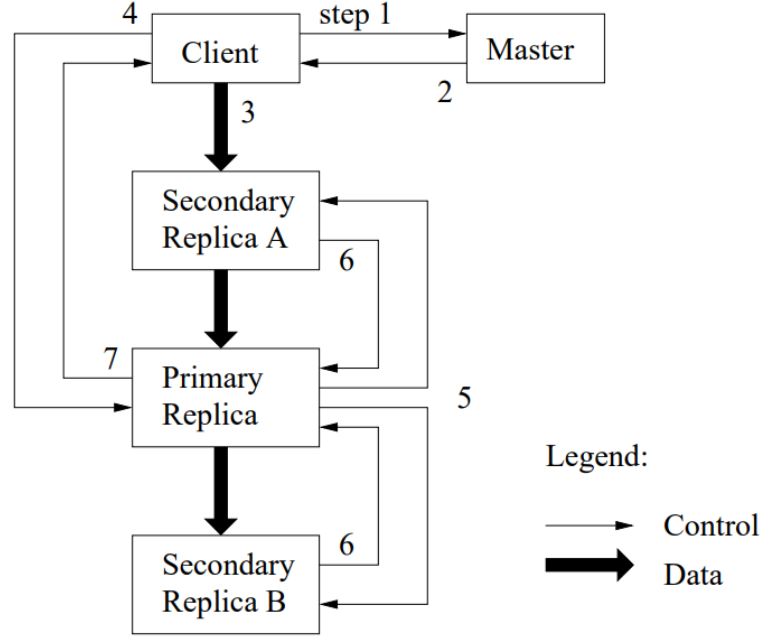 4
step 1
Client
Master
2
3
Secondary
Replica A
6
7
Primary
Replica
5
Legend:
Control
6
Secondary
Replica B
Data